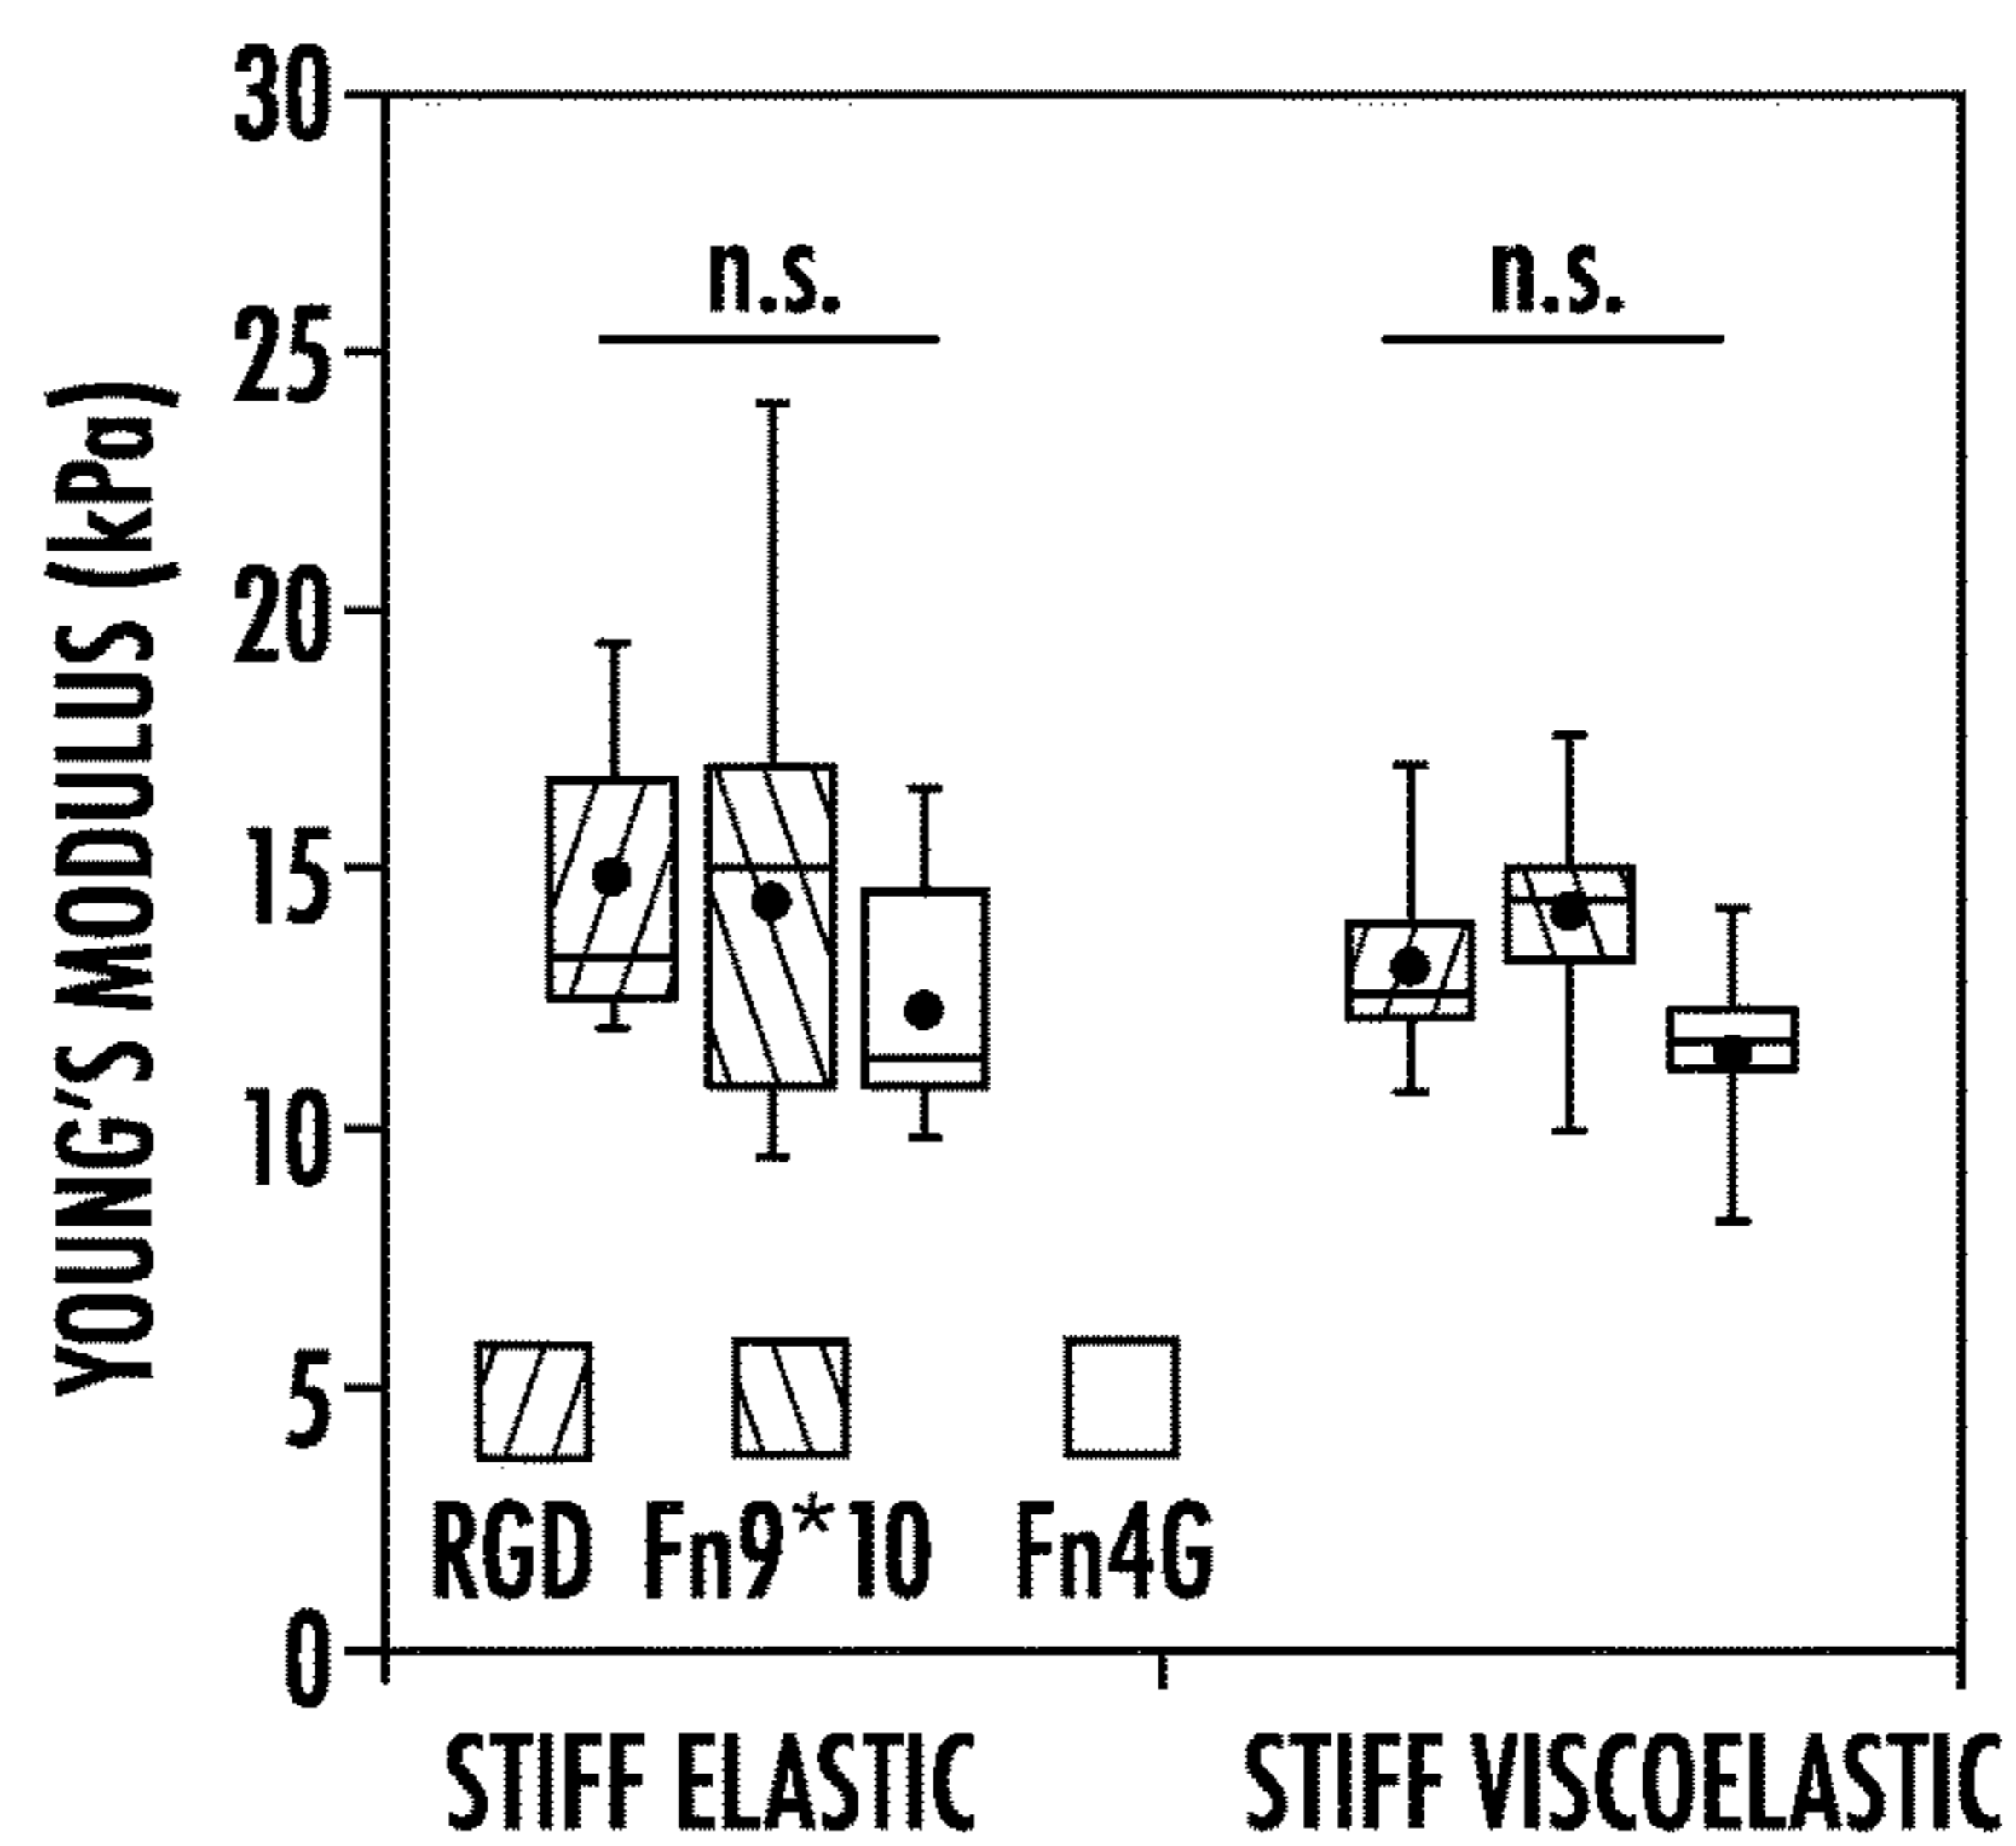 YOUNG'S MODULUS (kPa)
30
25
20
15
10
5
0
n.s.
n.s.
RGD Fn9*10 Fn4G
STIFF ELASTIC STIFF VISCOELASTIC